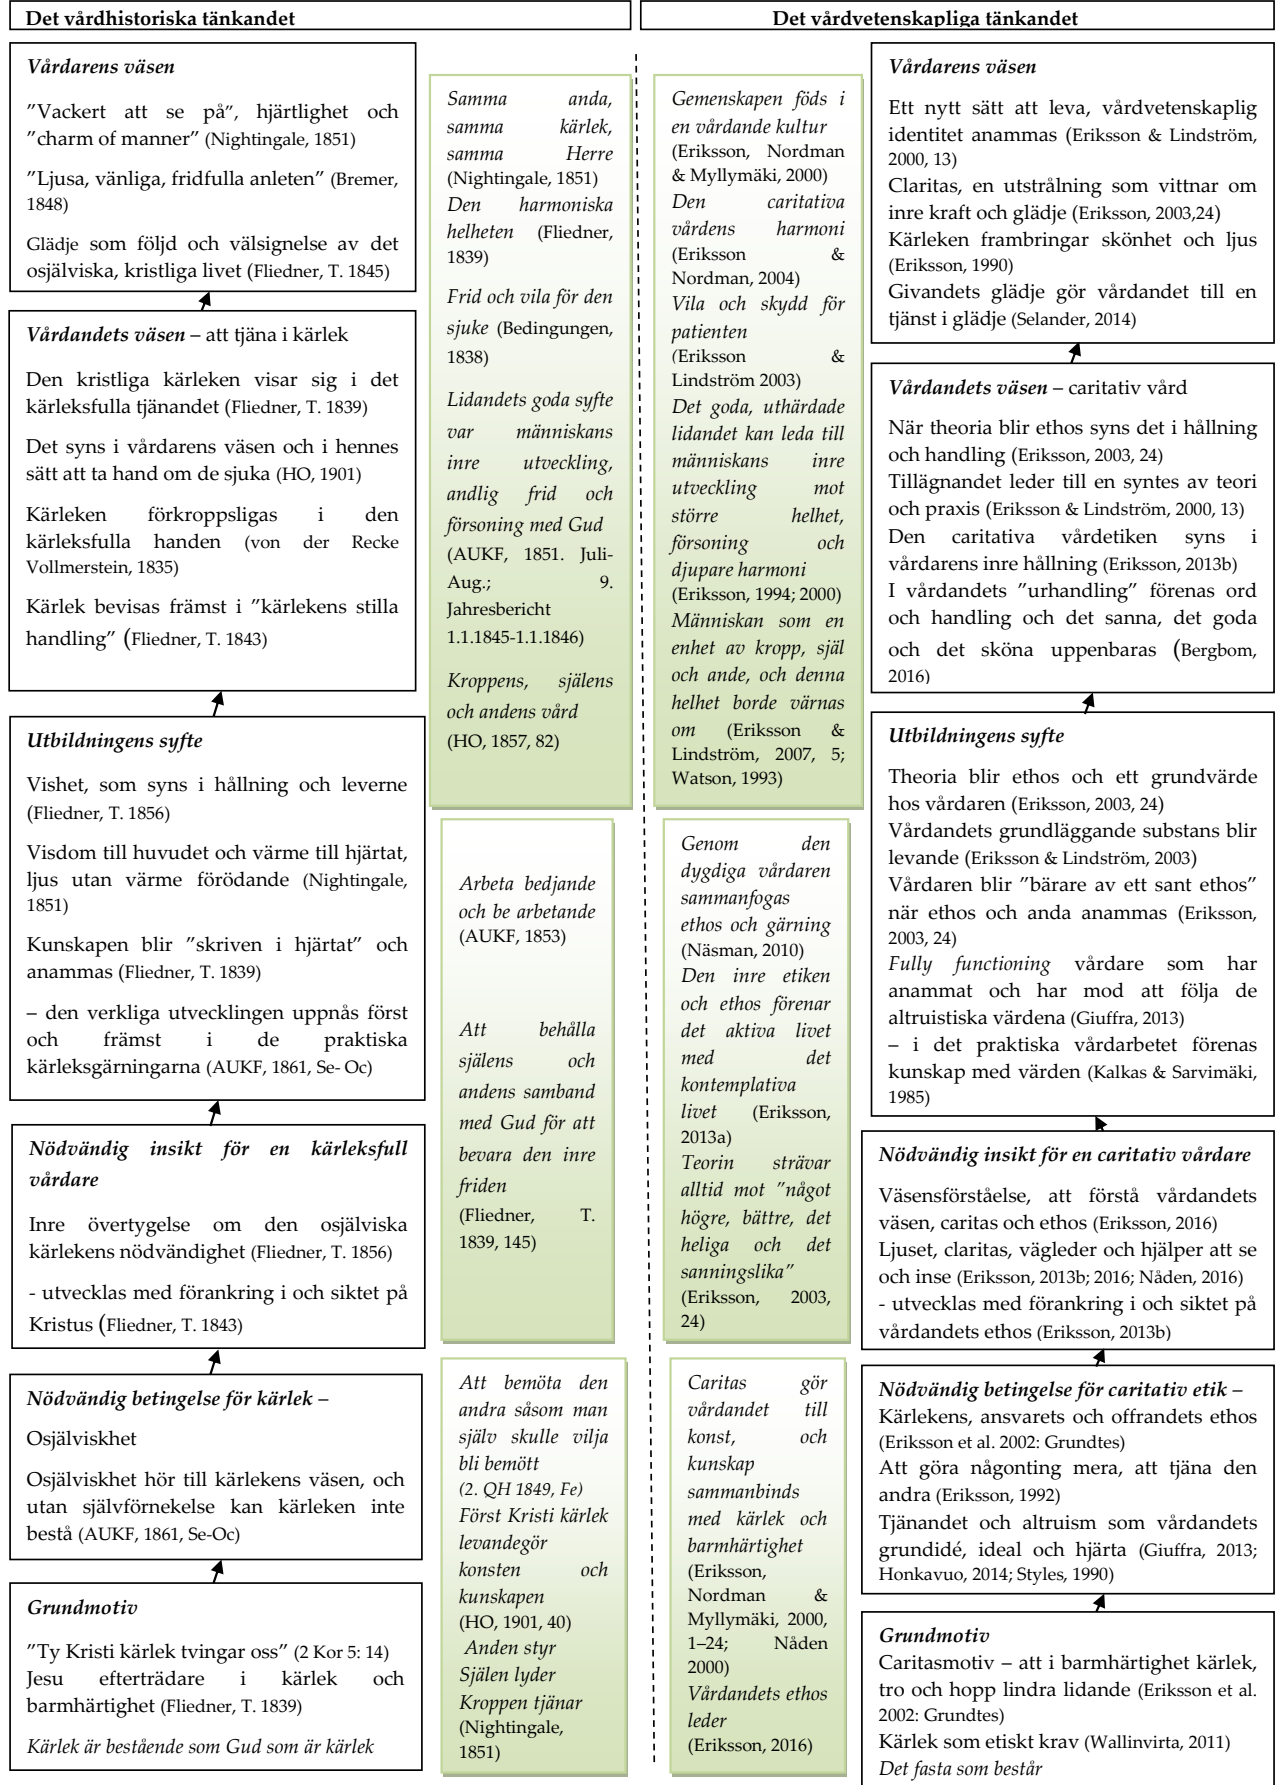 Det vårdhistoriska tänkandet
Det vårdvetenskapliga tänkandet
Vårdarens väsen
”Vackert att se på”, hjärtlighet och
”charm of manner” (Nightingale, 1851)
”Ljusa, vänliga, fridfulla anleten” (Bremer,
1848)
Glädje som följd och välsignelse av det
osjälviska, kristliga livet (Fliedner, T. 1845)
Vårdandets väsen – att tjäna i kärlek
Den kristliga kärleken visar sig i det
kärleksfulla tjänandet (Fliedner, T. 1839)
Det syns i vårdarens väsen och i hennes
sätt att ta hand om de sjuka (HO, 1901)
Kärleken förkroppsligas i den
kärleksfulla handen (von der Recke
Vollmerstein, 1835)
Kärlek bevisas främst i ”kärlekens stilla
handling” (Fliedner, T. 1843)
Utbildningens syfte
Vishet, som syns i hållning och leverne
(Fliedner, T. 1856)
Visdom till huvudet och värme till hjärtat,
ljus utan värme förödande (Nightingale,
1851)
Kunskapen blir ”skriven i hjärtat” och
anammas (Fliedner, T. 1839)
– den verkliga utvecklingen uppnås först
och främst i de praktiska
kärleksgärningarna (AUKF, 1861, Se- Oc)
Nödvändig insikt för en kärleksfull
vårdare
Inre övertygelse om den osjälviska
kärlekens nödvändighet (Fliedner, T. 1856)
- utvecklas med förankring i och siktet på
Kristus (Fliedner, T. 1843)
Nödvändig betingelse för kärlek –
Osjälviskhet
Osjälviskhet hör till kärlekens väsen, och
utan självförnekelse kan kärleken inte
bestå (AUKF, 1861, Se-Oc)
Grundmotiv
”Ty Kristi kärlek tvingar oss” (2 Kor 5: 14)
Jesu efterträdare i kärlek och
barmhärtighet (Fliedner, T. 1839)
Kärlek är bestående som Gud som är kärlek
Samma anda,
samma kärlek,
samma Herre
(Nightingale, 1851)
Den harmoniska
helheten (Fliedner,
1839)
Frid och vila för den
sjuke (Bedingungen,
1838)
Lidandets goda syfte
var människans
inre utveckling,
andlig frid och
försoning med Gud
(AUKF, 1851. Juli-
Aug.; 9.
Jahresbericht
1.1.1845-1.1.1846)
Kroppens, själens
och andens vård
(HO, 1857, 82)
Arbeta bedjande
och be arbetande
(AUKF, 1853)
Att behålla
själens och
andens samband
med Gud för att
bevara den inre
friden
(Fliedner, T.
1839, 145)
Att bemöta den
andra såsom man
själv skulle vilja
bli bemött
(2. QH 1849, Fe)
Först Kristi kärlek
levandegör
konsten och
kunskapen
(HO, 1901, 40)
Anden styr
Själen lyder
Kroppen tjänar
(Nightingale,
1851)
Gemenskapen föds i
en vårdande kultur
(Eriksson, Nordman
& Myllymäki, 2000)
Den caritativa
vårdens harmoni
(Eriksson &
Nordman, 2004)
Vila och skydd för
patienten
(Eriksson &
Lindström 2003)
Det goda, uthärdade
lidandet kan leda till
människans inre
utveckling mot
större helhet,
försoning och
djupare harmoni
(Eriksson, 1994; 2000)
Människan som en
enhet av kropp, själ
och ande, och denna
helhet borde värnas
om (Eriksson &
Lindström, 2007, 5;
Watson, 1993)
Genom den
dygdiga vårdaren
sammanfogas
ethos och gärning
(Näsman, 2010)
Den inre etiken
och ethos förenar
det aktiva livet
med det
kontemplativa
livet (Eriksson,
2013a)
Teorin strävar
alltid mot ”något
högre, bättre, det
heliga och det
sanningslika”
(Eriksson, 2003,
24)
Caritas gör
vårdandet till
konst, och
kunskap
sammanbinds
med kärlek och
barmhärtighet
(Eriksson,
Nordman &
Myllymäki, 2000,
1–24; Nåden
2000)
Vårdandets ethos
leder
(Eriksson, 2016)
Vårdarens väsen
Ett nytt sätt att leva, vårdvetenskaplig
identitet anammas (Eriksson & Lindström,
2000, 13)
Claritas, en utstrålning som vittnar om
inre kraft och glädje (Eriksson, 2003,24)
Kärleken frambringar skönhet och ljus
(Eriksson, 1990)
Givandets glädje gör vårdandet till en
tjänst i glädje (Selander, 2014)
Vårdandets väsen – caritativ vård
När theoria blir ethos syns det i hållning
och handling (Eriksson, 2003, 24)
Tillägnandet leder till en syntes av teori
och praxis (Eriksson & Lindström, 2000, 13)
Den caritativa vårdetiken syns i
vårdarens inre hållning (Eriksson, 2013b)
I vårdandets ”urhandling” förenas ord
och handling och det sanna, det goda
och det sköna uppenbaras (Bergbom,
2016)
Utbildningens syfte
Theoria blir ethos och ett grundvärde
hos vårdaren (Eriksson, 2003, 24)
Vårdandets grundläggande substans blir
levande (Eriksson & Lindström, 2003)
Vårdaren blir ”bärare av ett sant ethos”
när ethos och anda anammas (Eriksson,
2003, 24)
Fully functioning vårdare som har
anammat och har mod att följa de
altruistiska värdena (Giuffra, 2013)
– i det praktiska vårdarbetet förenas
kunskap med värden (Kalkas & Sarvimäki,
1985)
Nödvändig insikt för en caritativ vårdare
Väsensförståelse, att förstå vårdandets
väsen, caritas och ethos (Eriksson, 2016)
Ljuset, claritas, vägleder och hjälper att se
och inse (Eriksson, 2013b; 2016; Nåden, 2016)
- utvecklas med förankring i och siktet på
vårdandets ethos (Eriksson, 2013b)
Nödvändig betingelse för caritativ etik –
Kärlekens, ansvarets och offrandets ethos
(Eriksson et al. 2002: Grundtes)
Att göra någonting mera, att tjäna den
andra (Eriksson, 1992)
Tjänandet och altruism som vårdandets
grundidé, ideal och hjärta (Giuffra, 2013;
Honkavuo, 2014; Styles, 1990)
Grundmotiv
Caritasmotiv – att i barmhärtighet kärlek,
tro och hopp lindra lidande (Eriksson et al.
2002: Grundtes)
Kärlek som etiskt krav (Wallinvirta, 2011)
Det fasta som består